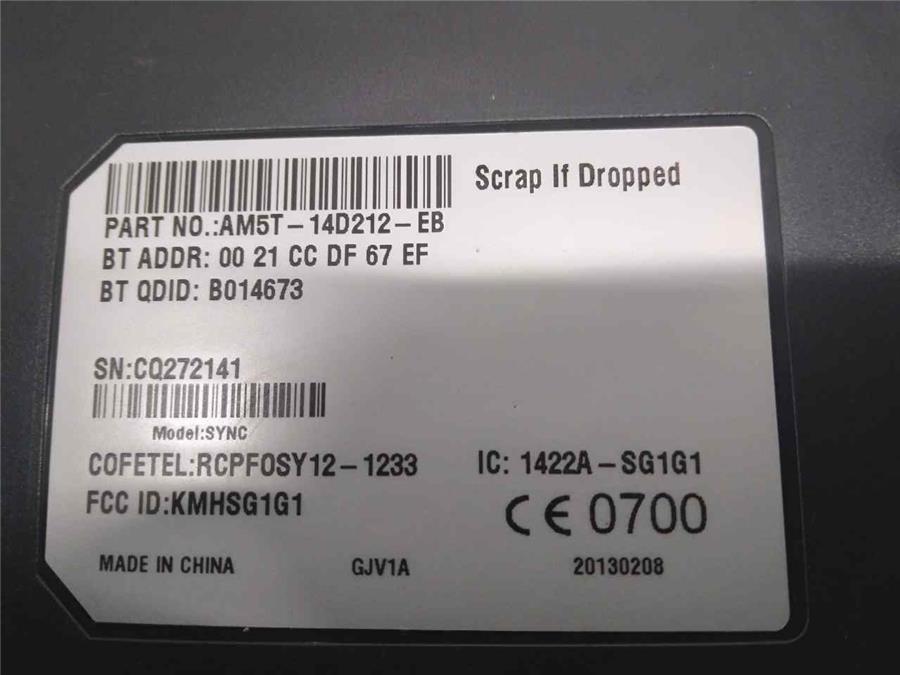 Scrap If Dropped
PART NO.:AM5T-14D212-EB
BT ADDR: 00 21 CC DF 67 EF
BT QDID: B014673
SN:CQ272141
Model:SYNC
COFETEL:RCPFOSY12-1233 IC: 1422A-SG1G1
FCC ID:KMHSG1G1 CE 0700
MADE IN CHINA GJV1A 20130208